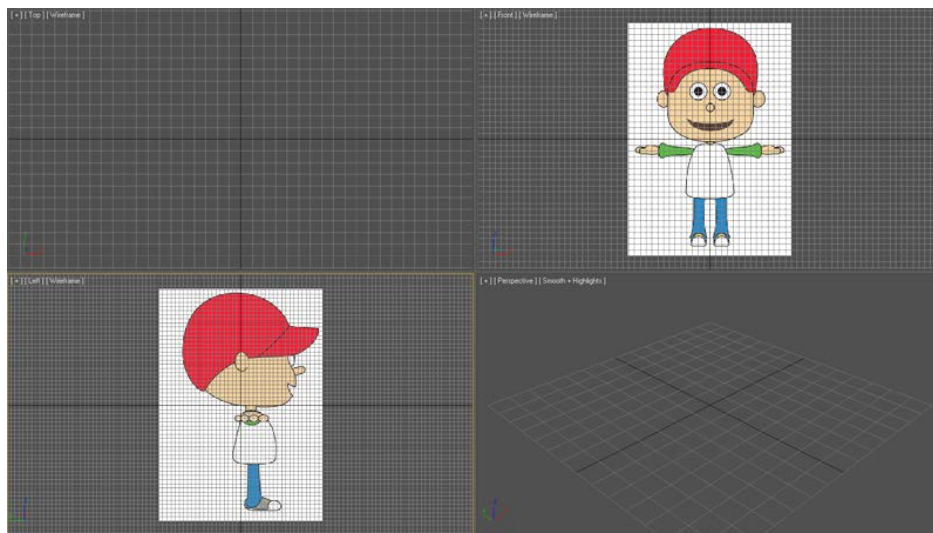 [ + ] [ Top ] [ Wireframe ]
[ + ] [ Front ] [ Wireframe ]
[ + ] [ Left ] [ Wireframe ]
[ + ] [ Perspective ] [ Smooth + Highlights ]